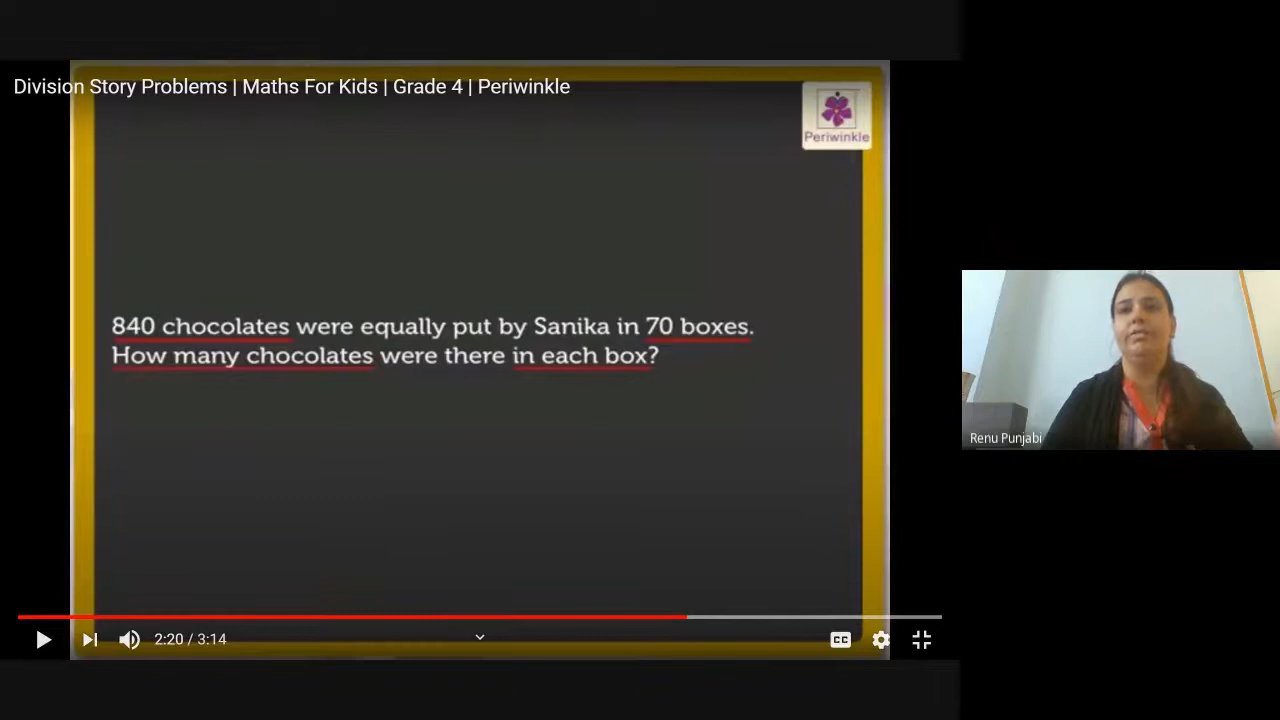 Division Story Problems | Maths For Kids | Grade 4 | Periwinkle
Periwinkle
840 chocolates were equally put by Sanika in 70 boxes.
How many chocolates were there in each box?
Renu Punjabi
2:20 / 3:14
CC